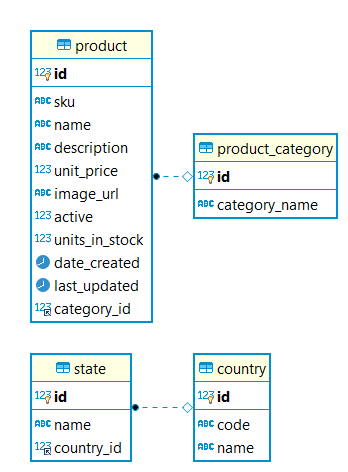 product
123 id
ABC sku
ABC name
ABC description
123 unit_price
ABC image_url
123 active
123 units_in_stock
date_created
last_updated
123 category_id
product_category
123 id
ABC category_name
state
123 id
ABC name
123 country_id
country
123 id
ABC code
ABC name